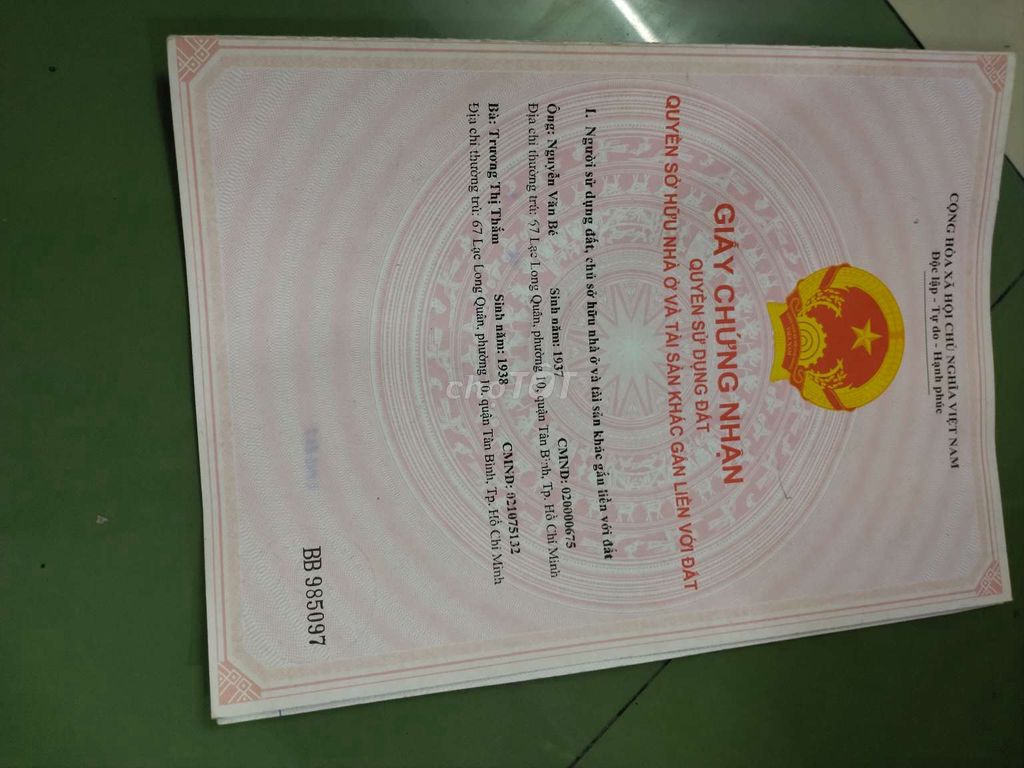 CỘNG HÒA XÃ HỘI CHỦ NGHĨA VIỆT NAM
Độc lập - Tự do - Hạnh phúc
GIẤY CHỨNG NHẬN
QUYỀN SỬ DỤNG ĐẤT
QUYỀN SỞ HỮU NHÀ Ở VÀ TÀI SẢN KHÁC GẮN LIỀN VỚI ĐẤT
I. Người sử dụng đất, chủ sở hữu nhà ở và tài sản khác gắn liền với đất
Ông: Nguyễn Văn Bé Sinh năm: 1937 CMND: 020000675
Địa chỉ thường trú: 67 Lạc Long Quân, phường 10, quận Tân Bình, Tp. Hồ Chí Minh
Bà: Trương Thị Thắm Sinh năm: 1938 CMND: 021075132
Địa chỉ thường trú: 67 Lạc Long Quân, phường 10, quận Tân Bình, Tp. Hồ Chí Minh
BB 985097
chợTỐT